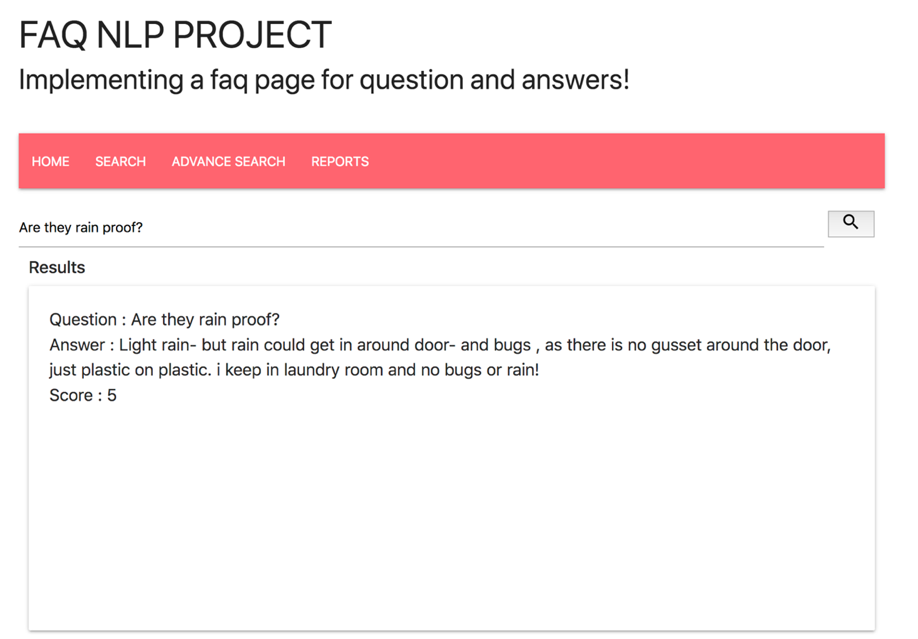 FAQ NLP PROJECT
Implementing a faq page for question and answers!
HOME SEARCH ADVANCE SEARCH REPORTS
Are they rain proof?
Results
Question : Are they rain proof?
Answer : Light rain- but rain could get in around door- and bugs , as there is no gusset around the door,
just plastic on plastic. i keep in laundry room and no bugs or rain!
Score : 5